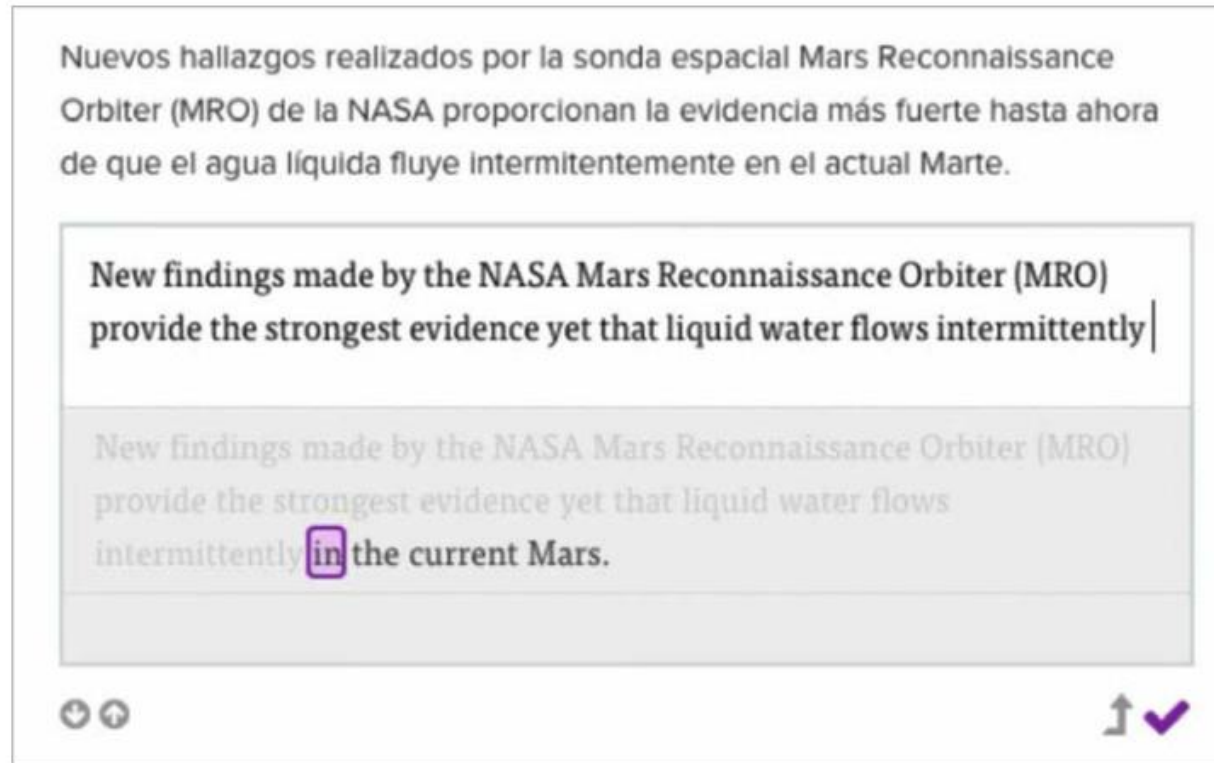 Nuevos hallazgos realizados por la sonda espacial Mars Reconnaissance
Orbiter (MRO) de la NASA proporcionan la evidencia más fuerte hasta ahora
de que el agua líquida fluye intermitentemente en el actual Marte.
New findings made by the NASA Mars Reconnaissance Orbiter (MRO)
provide the strongest evidence yet that liquid water flows intermittently
New findings made by the NASA Mars Reconnaissance Orbiter (MRO)
provide the strongest evidence yet that liquid water flows
intermittently in the current Mars.